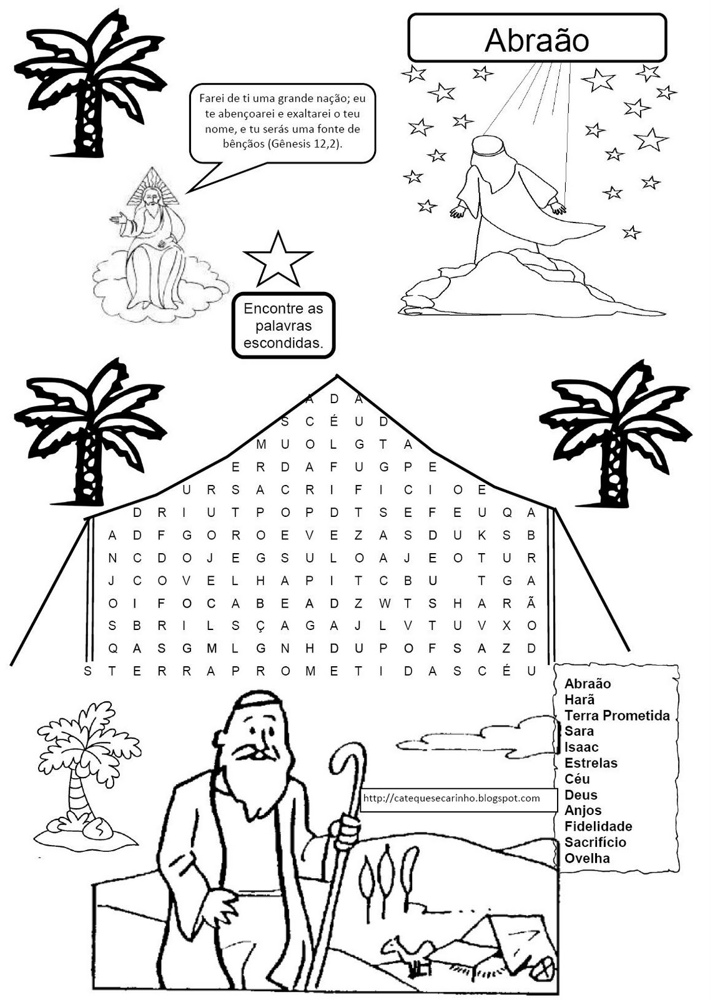 Abraão
Farei de ti uma grande nação; eu
te abençoarei e exaltarei o teu
nome, e tu serás uma fonte de
bênçãos (Gênesis 12,2).
Encontre as
palavras
escondidas.
A D A
S C É U D
M U O L G T A
E R D A F U G P E
U R S A C R I F I C I O E
D R I U T P O P D T S E F E U Q A
A D F G O R O E V E Z A S D U K S B
N C D O J E G S U L O A J E O T U R
J C O V E L H A P I T C B U T G A
O I F O C A B E A D Z W T S H A R Ã
S B R I L S Ç A G A J L V T U V X O
Q A S G M L G N H D U P O F S A Z D
S T E R R A P R O M E T I D A S C É U
Abraão
Harã
Terra Prometida
Sara
Isaac
Estrelas
Céu
Deus
Anjos
Fidelidade
Sacrifício
Ovelha
http://catequesecarinho.blogspot.com